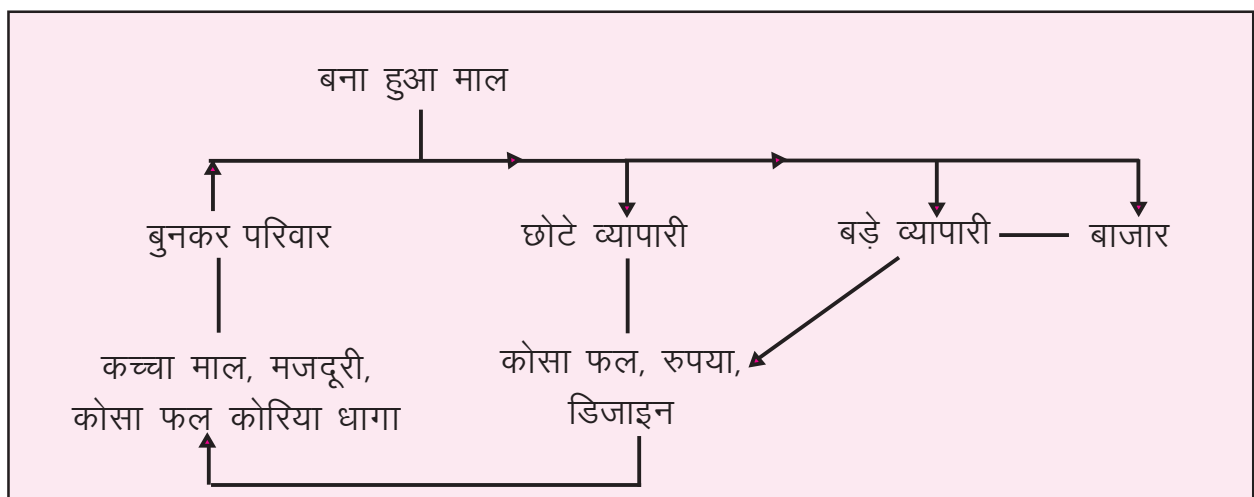 बना हुआ माल
बुनकर परिवार
छोटे व्यापारी
बड़े व्यापारी
बाजार
कच्चा माल, मजदूरी,
कोसा फल कोरिया धागा
कोसा फल, रुपया,
डिजाइन